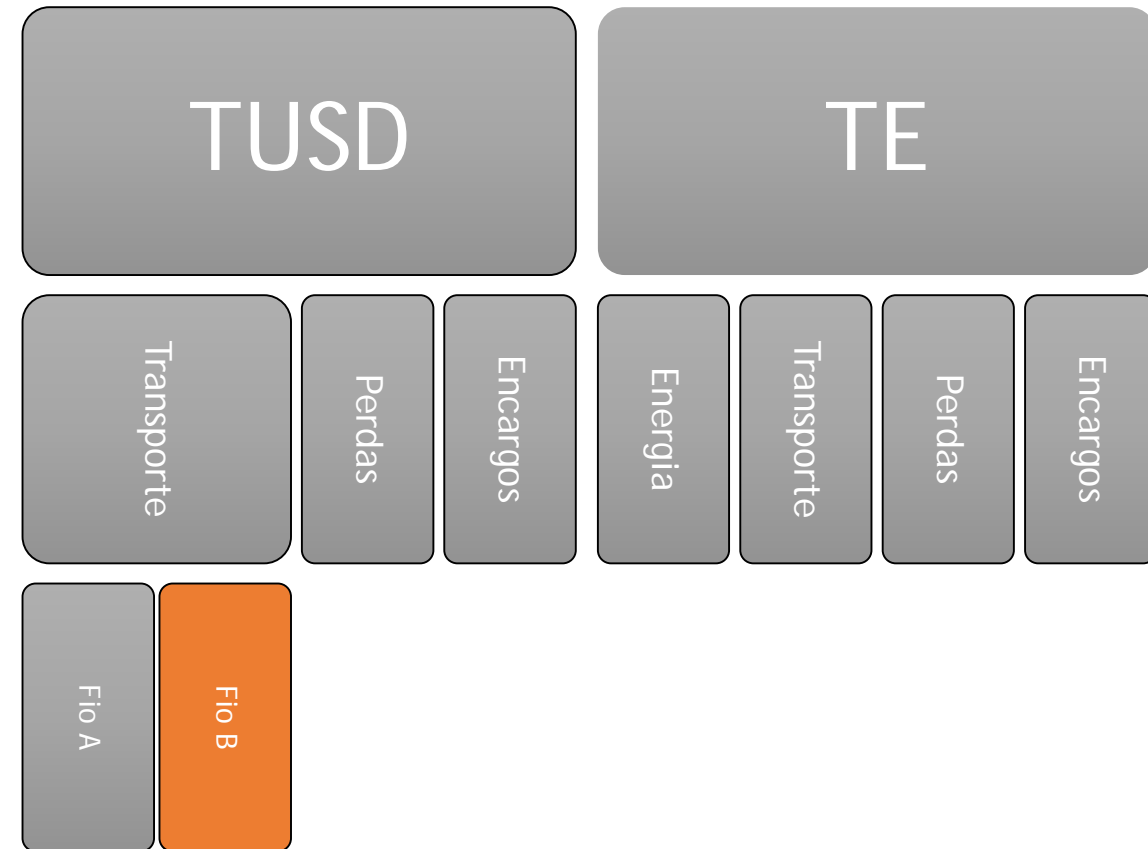 TUSD
TE
Transporte
Perdas
Encargos
Energia
Transporte
Perdas
Encargos
Fio A
Fio B